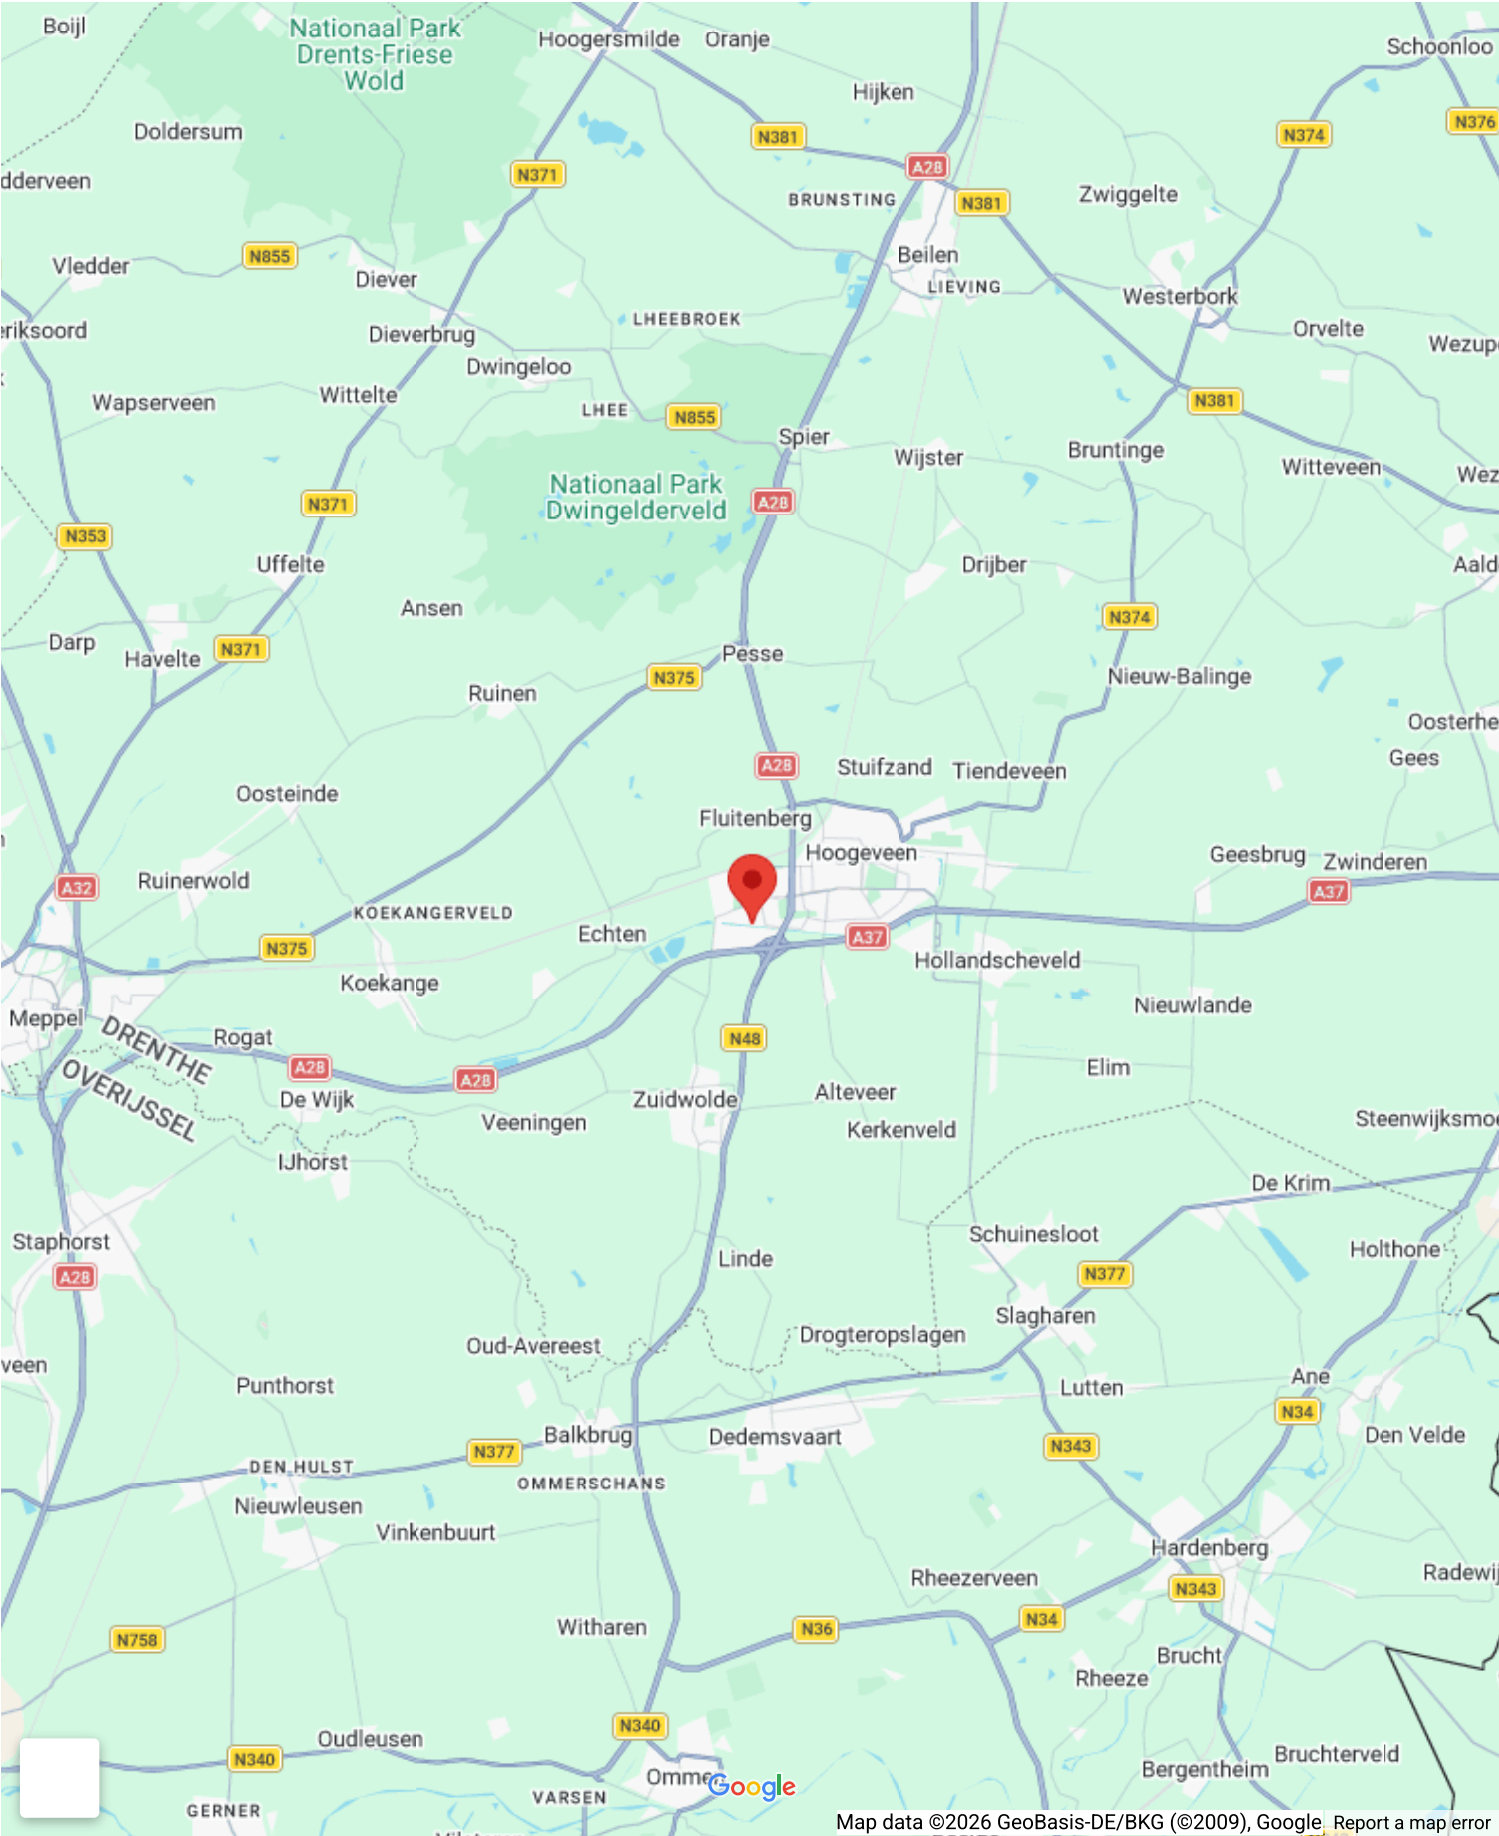 Boijl
Nationaal Park
Drents-Friese
Wold
Hoogersmilde
Oranje
Schoonloo
Hijken
Doldersum
N381
N374
N376
A28
N371
dderveen
BRUNSTING
N381
Zwiggelte
Vledder
N855
Diever
Beilen
LIEVING
Westerbork
eriksoord
Dieverbrug
LHEEBROEK
Orvelte
Wezup
Dwingeloo
Wapserveen
Wittelte
LHEE
N855
N381
Spier
Wijster
Bruntinge
Witteveen
Wez
Nationaal Park
Dwingelderveld
A28
N371
N353
Uffelte
Drijber
Aald
Ansen
N374
Darp
Havelte
N371
Pesse
N375
Nieuw-Balinge
Ruinen
Oosterhe
Gees
A28
Stuifzand
Tiendeveen
Oosteinde
Fluitenberg
Hoogeveen
Geesbrug
Zwinderen
A32
Ruinerwold
A37
KOEKANGERVELD
Echten
A37
N375
Koekange
Hollandscheveld
Nieuwlande
Meppel
DRENTHE
Rogat
N48
OVERIJSSEL
A28
A28
Elim
De Wijk
Zuidwolde
Alteveer
Veeningen
Kerkenveld
Steenwijksmoe
IJhorst
De Krim
Staphorst
Schuinesloot
Linde
Holthone
A28
N377
Slagharen
Oud-Avereest
Drogteropslagen
veen
Punthorst
Lutten
Ane
N34
Balkbrug
Dedemsvaart
Den Velde
N377
N343
DEN HULST
OMMERSCHANS
Nieuwleusen
Vinkenbuurt
Hardenberg
Rheezerveen
N343
Radewij
Witharen
N36
N34
N758
Brucht
Rheeze
N340
Oudleusen
N340
Bruchterveld
Ommen
Google
Bergentheim
VARSEN
GERNER
Map data ©2026 GeoBasis-DE/BKG (©2009), Google
Report a map error